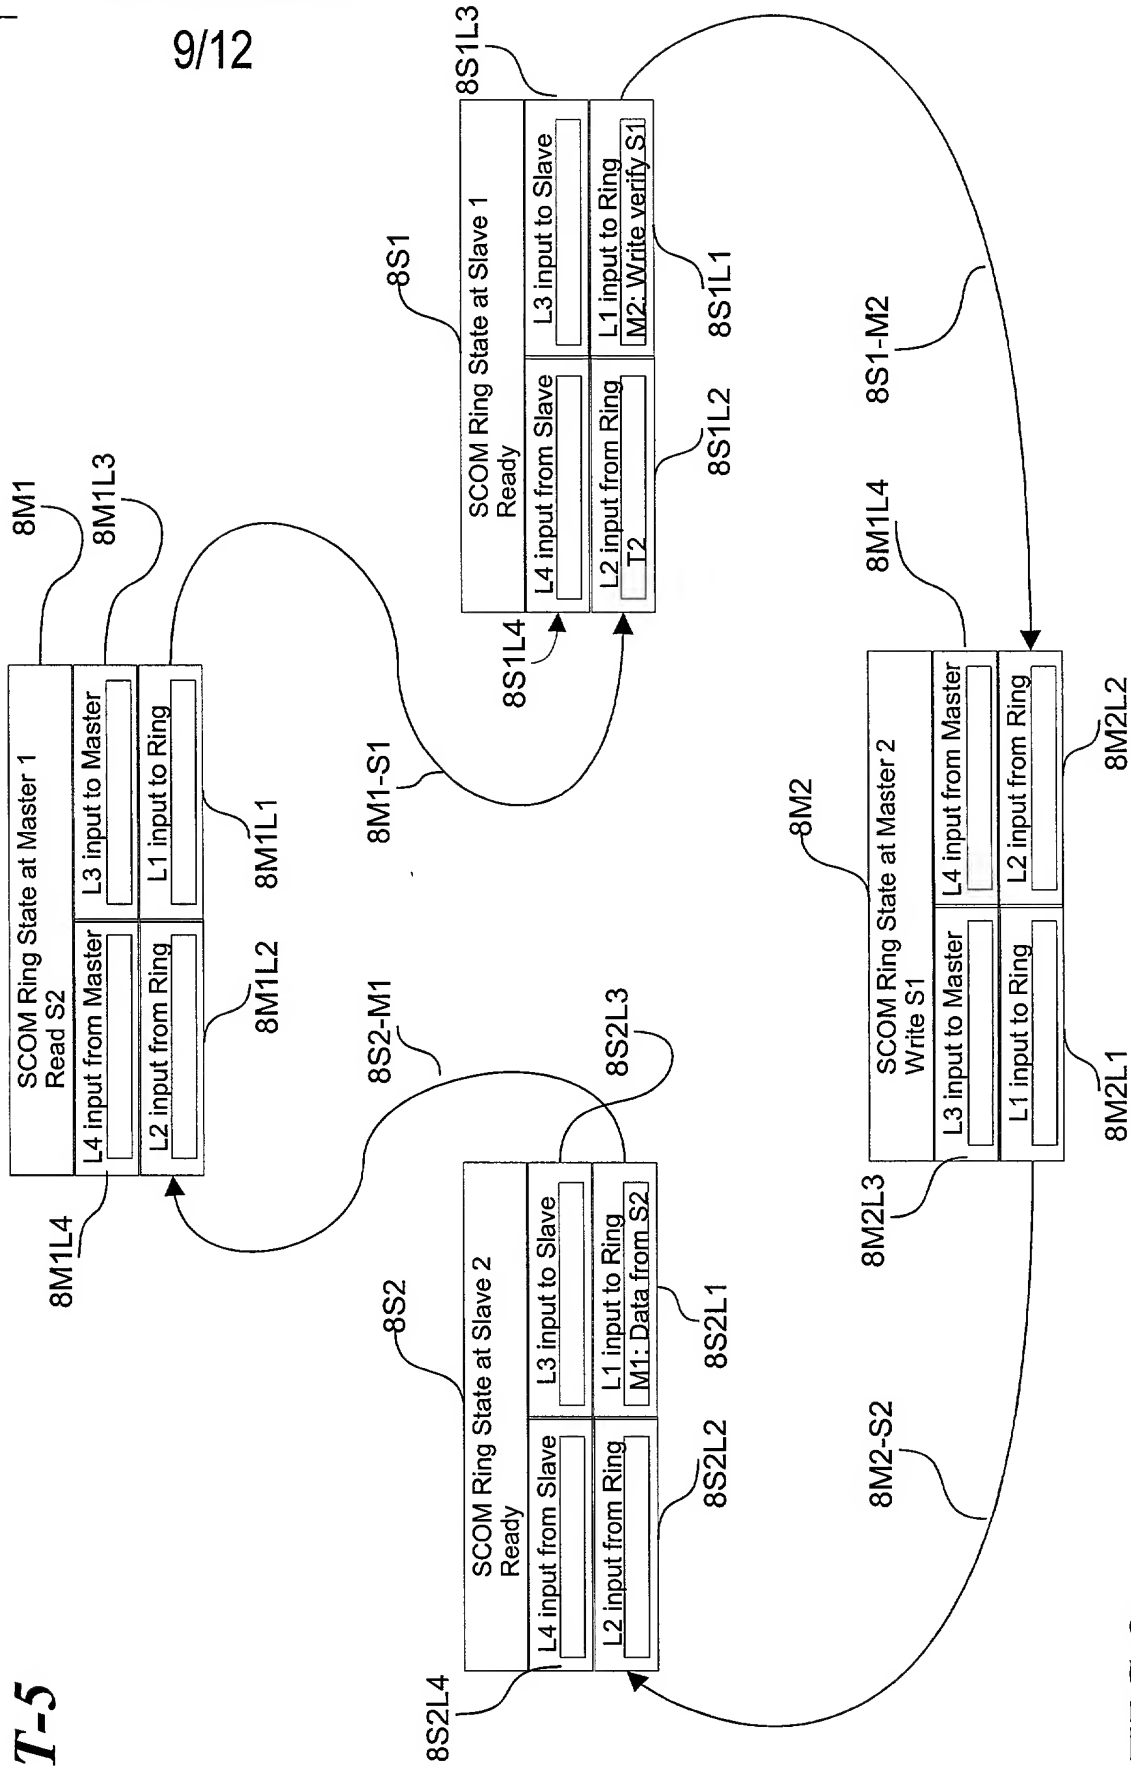 T-5
9/12
SCOM Ring State at Master 1
Read S2
L4 input from Master
L3 input to Master
L2 input from Ring
L1 input to Ring
8M1
8M1L3
8M1L4
8M1L2
8M1L1
8M1-S1
8S2-M1
SCOM Ring State at Slave 2
Ready
L4 input from Slave
L3 input to Slave
L2 input from Ring
L1 input to Ring
M1: Data from S2
8S2
8S2L3
8S2L4
8S2L2
8S2L1
SCOM Ring State at Slave 1
Ready
L4 input from Slave
L3 input to Slave
L2 input from Ring
T2
L1 input to Ring
M2: Write verify S1
8S1
8S1L3
8S1L4
8S1L2
8S1L1
8S1-M2
8M2-S2
SCOM Ring State at Master 2
Write S1
L3 input to Master
L4 input from Master
L1 input to Ring
L2 input from Ring
8M2
8M1L4
8M2L3
8M2L1
8M2L2